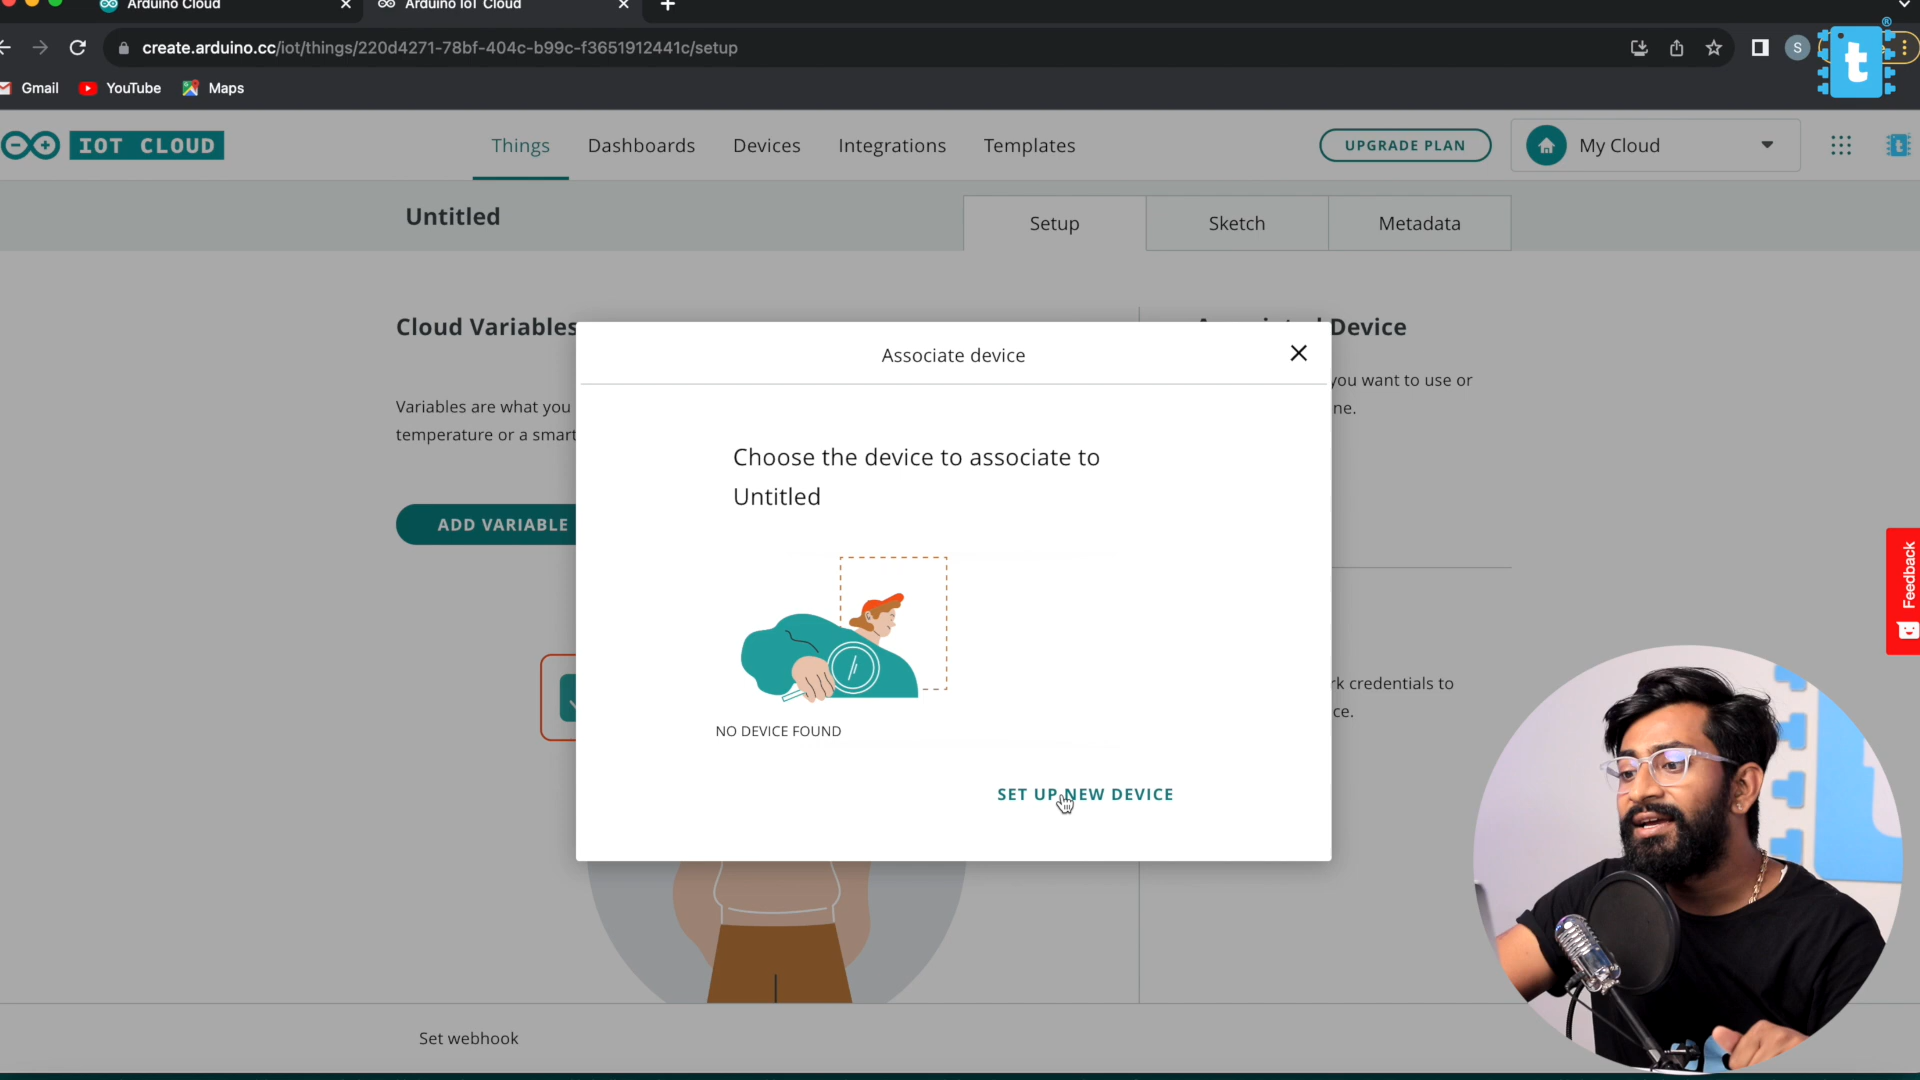 Arduino Cloud
Arduino IoT Cloud
create.arduino.cc/iot/things/220d4271-78bf-404c-b99c-f3651912441c/setup
S
t
Gmail
YouTube
Maps
IOT CLOUD
Things
Dashboards
Devices
Integrations
Templates
UPGRADE PLAN
My Cloud
Untitled
Setup
Sketch
Metadata
Cloud Variables
Associated Device
Associate device
Variables are what you
temperature or a smart
you want to use or
ne.
ADD VARIABLE
Choose the device to associate to
Untitled
NO DEVICE FOUND
SET UP NEW DEVICE
rk credentials to
ce.
Feedback
Set webhook